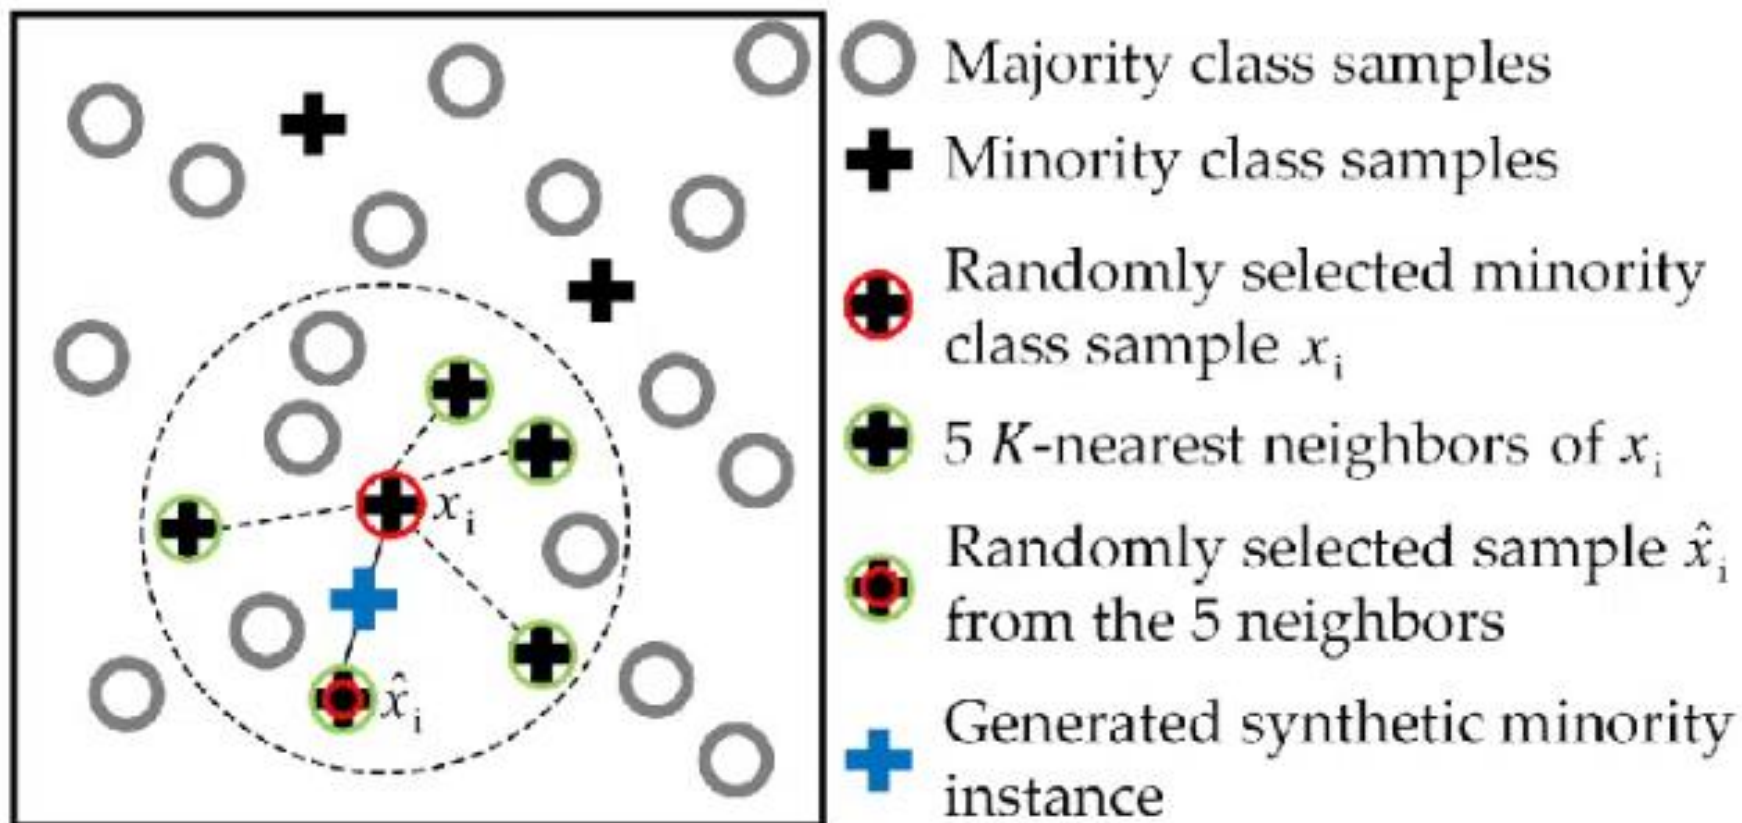 Majority class samples
Minority class samples
Randomly selected minority
class sample xᵢ
5 K-nearest neighbors of xᵢ
Randomly selected sample x̂ᵢ
from the 5 neighbors
Generated synthetic minority
instance
xᵢ
x̂ᵢ